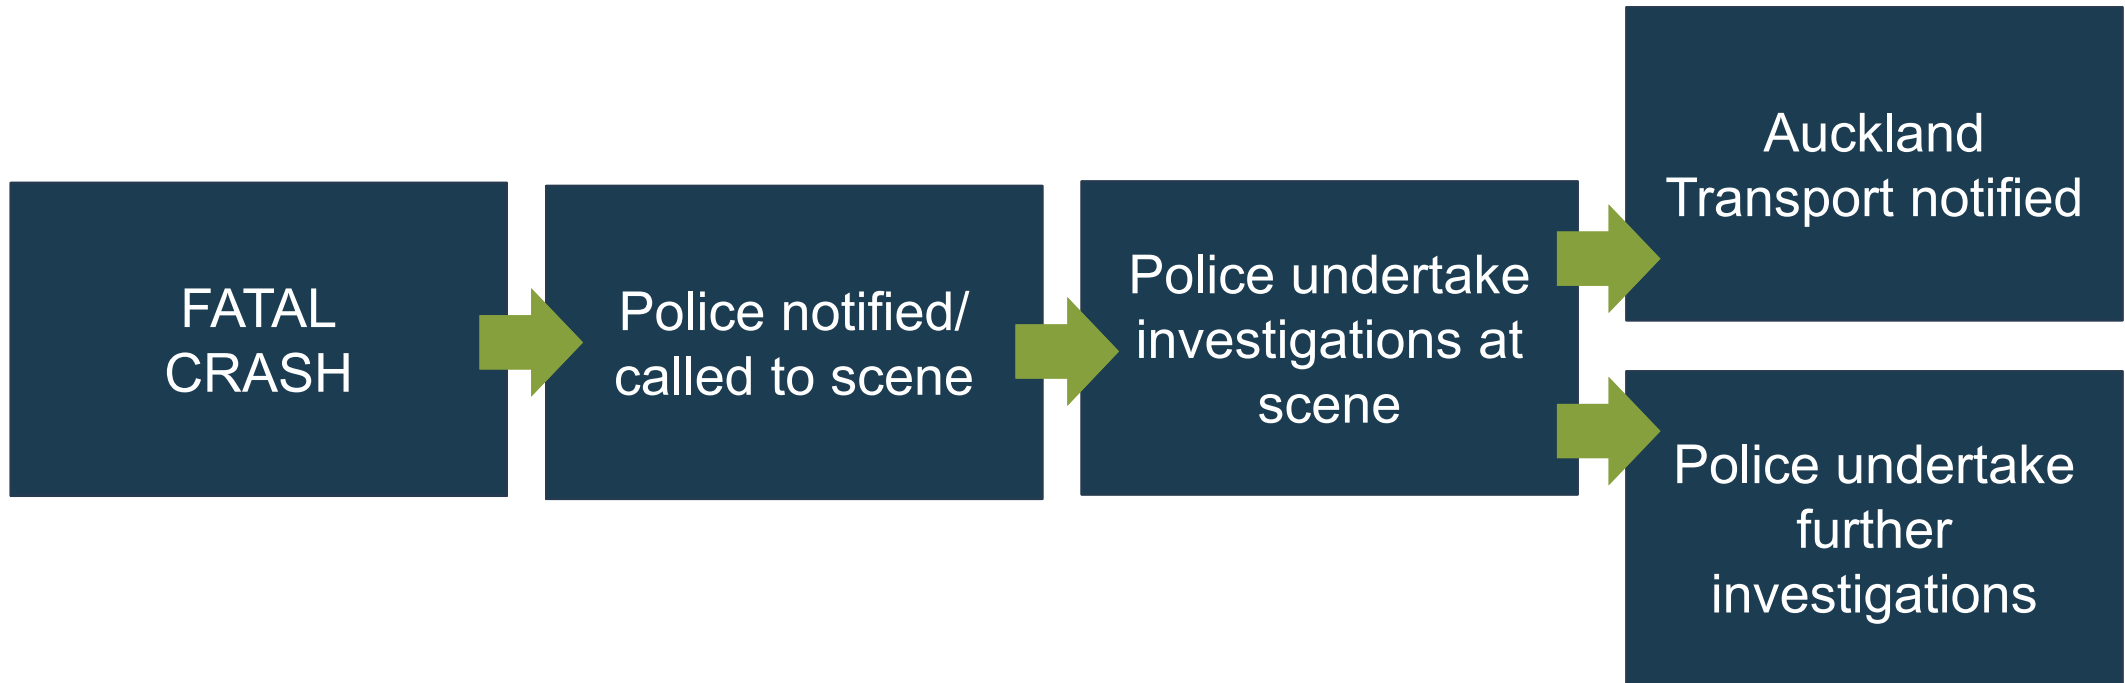 FATAL
CRASH
Police notified/
called to scene
Police undertake
investigations at
scene
Auckland
Transport notified
Police undertake
further
investigations